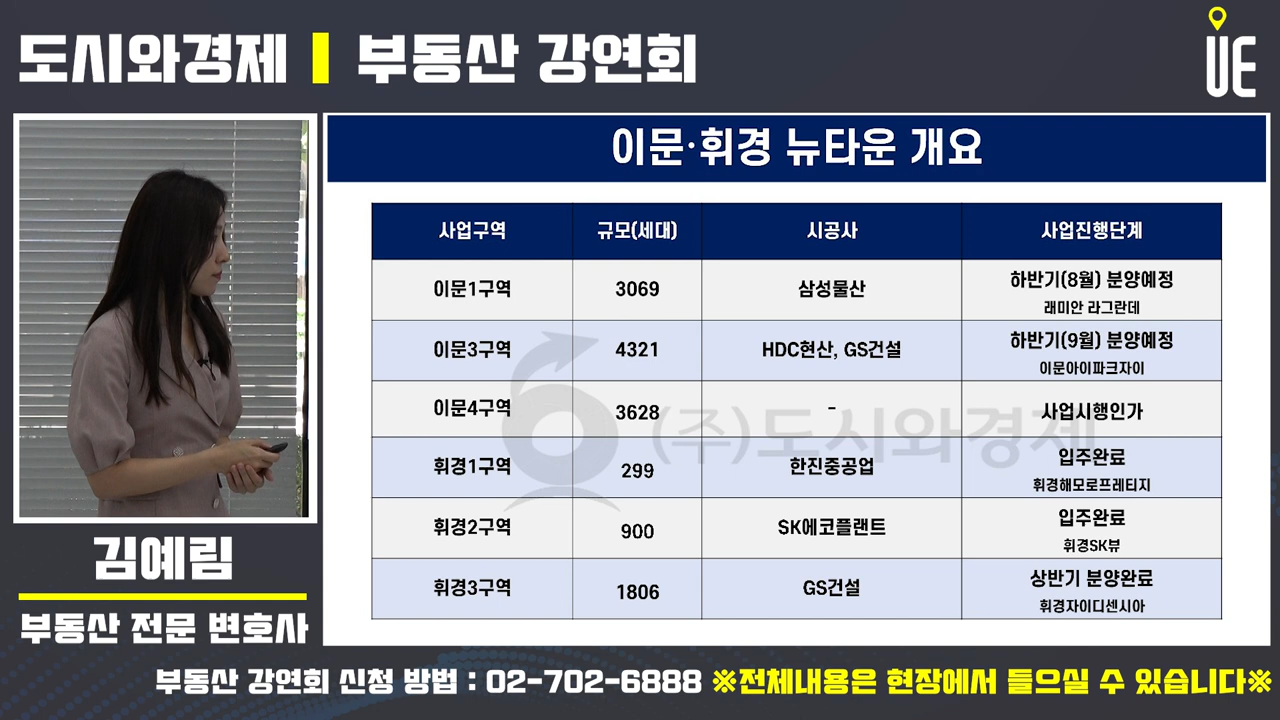 도시와경제 | 부동산 강연회
UE
이문·휘경 뉴타운 개요
사업구역 규모(세대) 시공사 사업진행단계
이문1구역 3069 삼성물산 하반기(8월) 분양예정
래미안 라그란데
이문3구역 4321 HDC현산, GS건설 하반기(9월) 분양예정
이문아이파크자이
이문4구역 3628 - 사업시행인가
(주)도시와경제
휘경1구역 299 한진중공업 입주완료
휘경해모로프레티지
휘경2구역 900 SK에코플랜트 입주완료
휘경SK뷰
휘경3구역 1806 GS건설 상반기 분양완료
휘경자이디센시아
김예림
부동산 전문 변호사
부동산 강연회 신청 방법 : 02-702-6888 ※전체내용은 현장에서 들으실 수 있습니다※